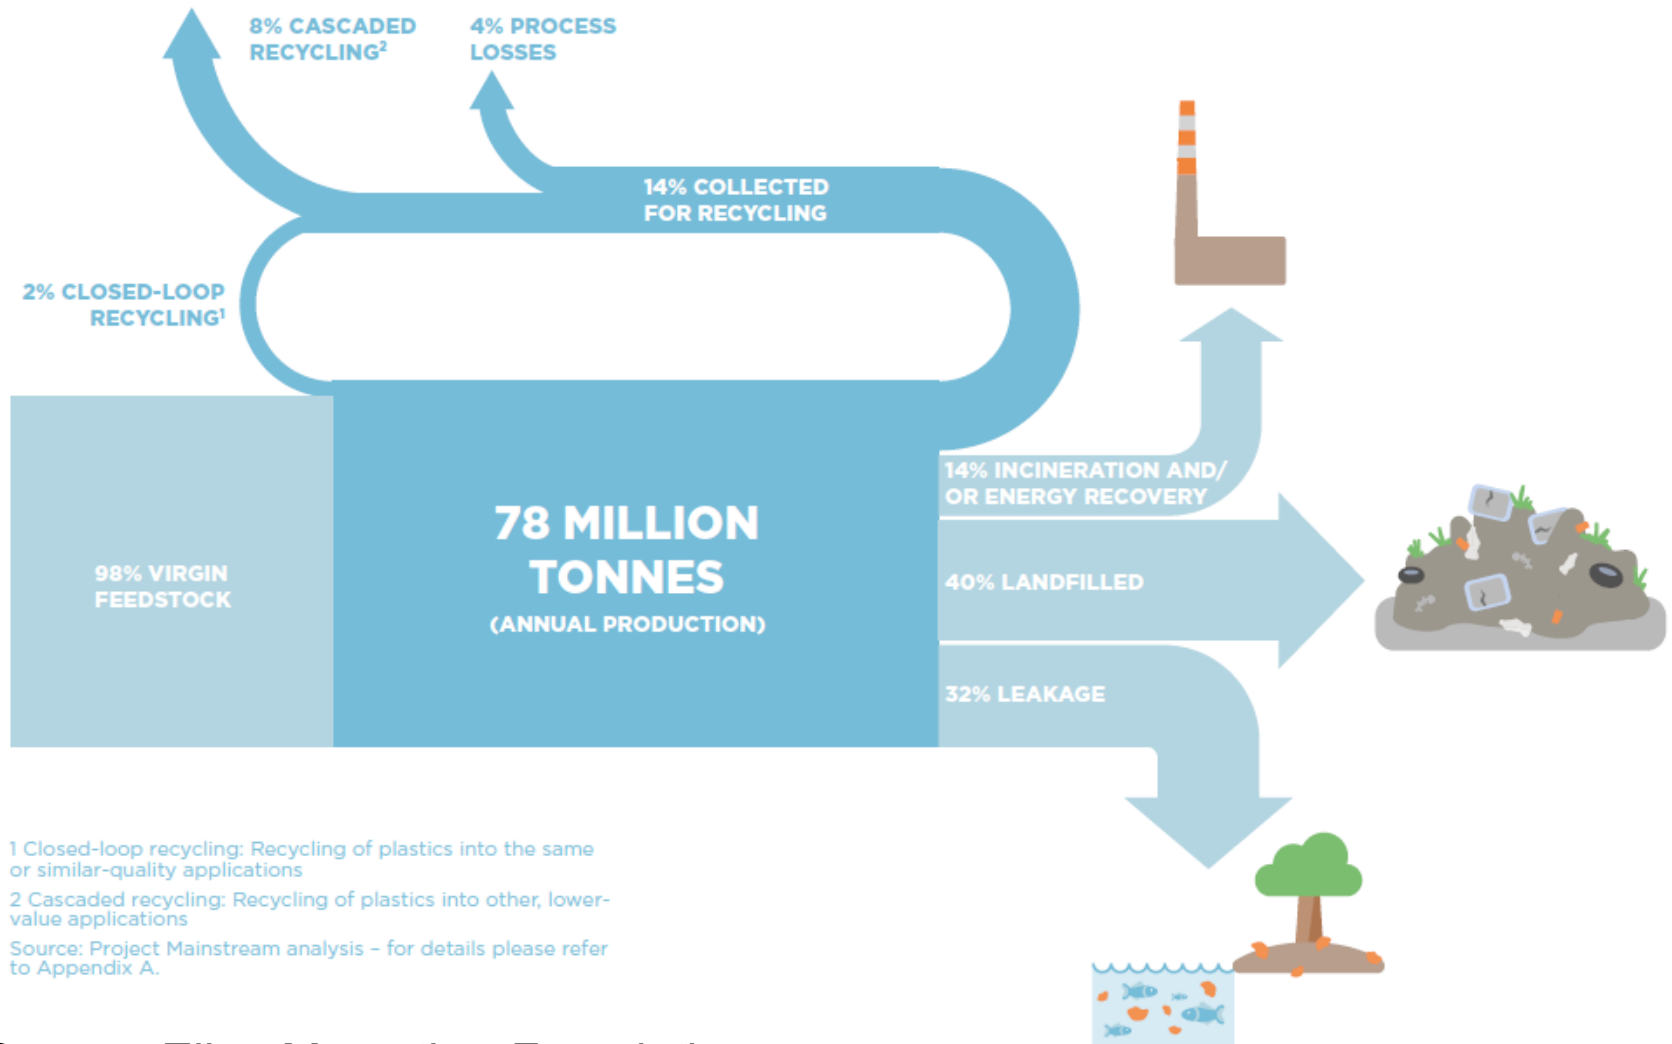 8% CASCADED
RECYCLING²
4% PROCESS
LOSSES
14% COLLECTED
FOR RECYCLING
2% CLOSED-LOOP
RECYCLING¹
98% VIRGIN
FEEDSTOCK
78 MILLION
TONNES
(ANNUAL PRODUCTION)
14% INCINERATION AND/
OR ENERGY RECOVERY
40% LANDFILLED
32% LEAKAGE
1 Closed-loop recycling: Recycling of plastics into the same
or similar-quality applications
2 Cascaded recycling: Recycling of plastics into other, lower-
value applications
Source: Project Mainstream analysis – for details please refer
to Appendix A.